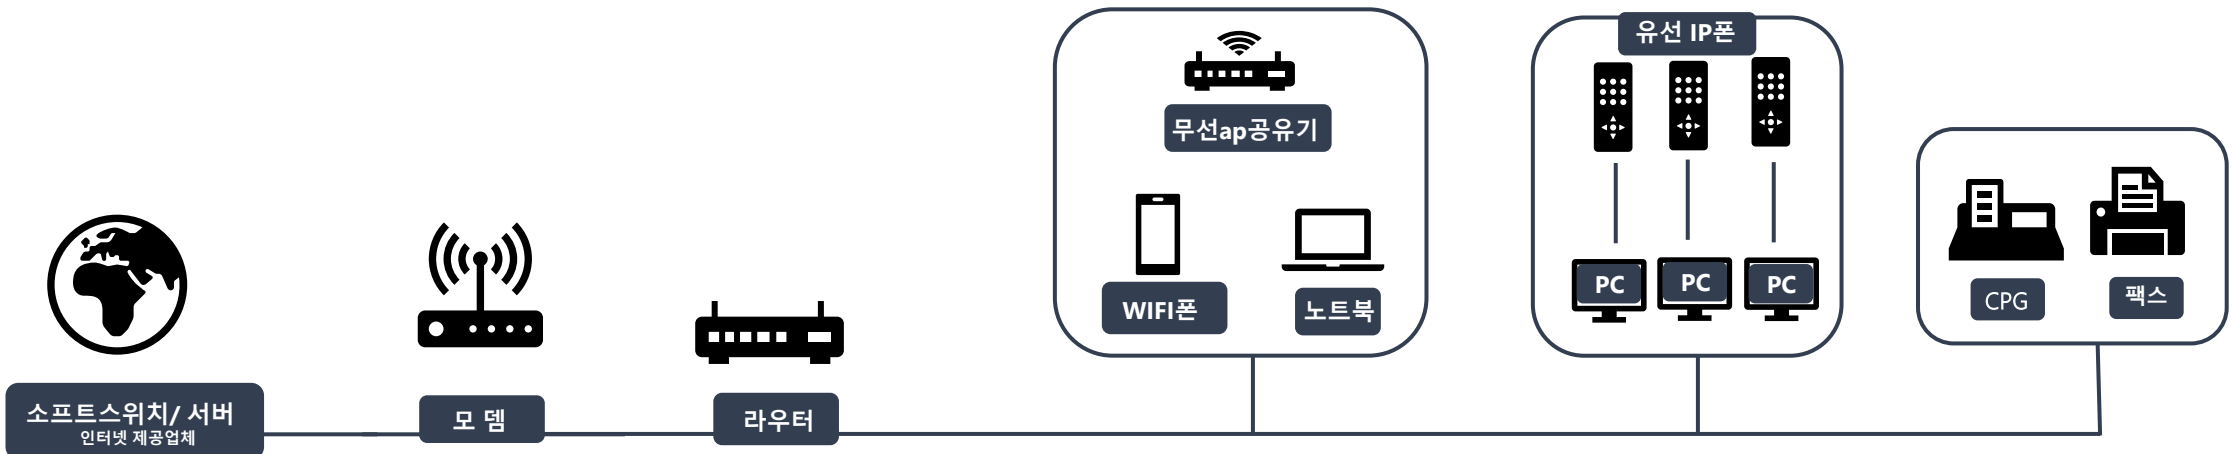 소프트스위치/ 서버
인터넷 제공업체
모 뎀
라우터
무선ap공유기
WIFI폰
노트북
유선 IP폰
PC
PC
PC
CPG
팩스